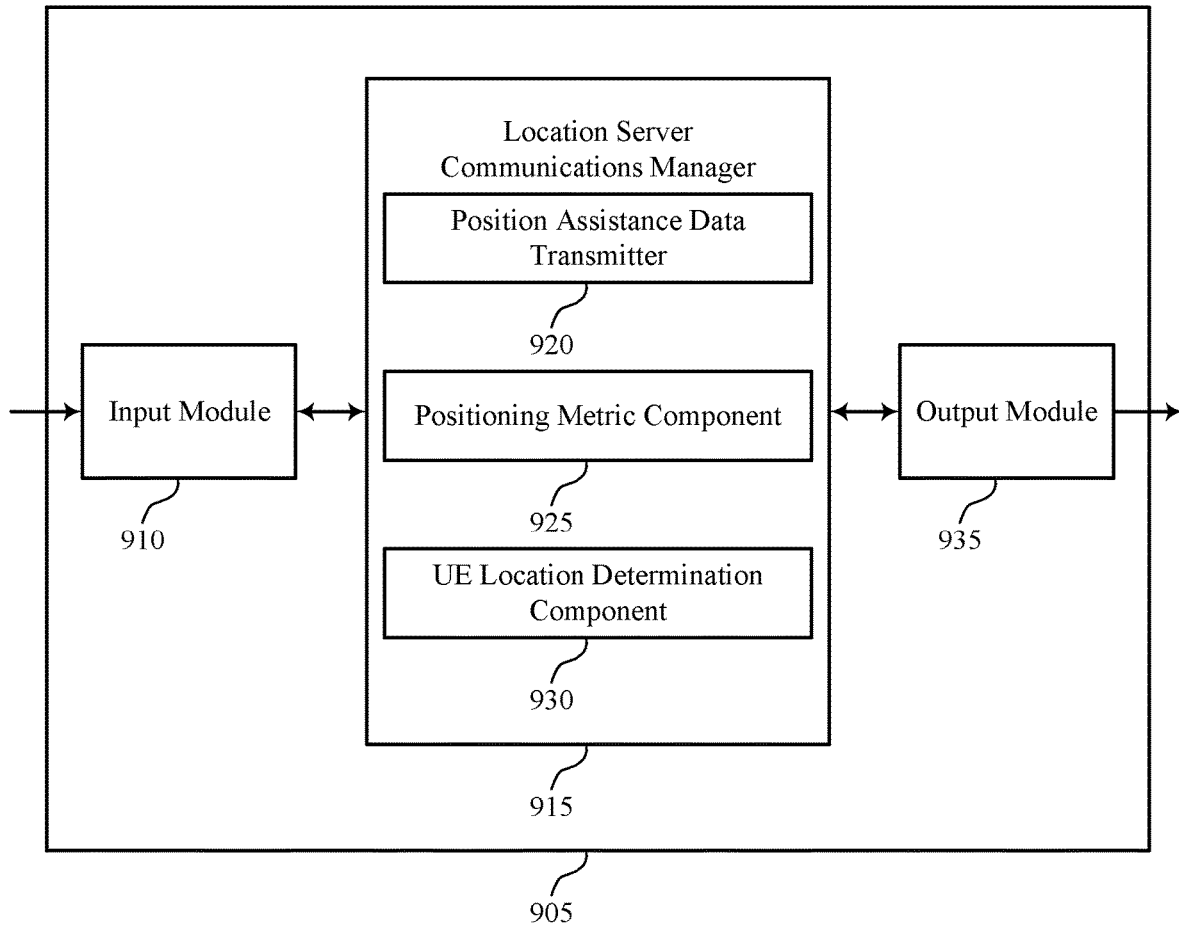 Location Server
Communications Manager
Position Assistance Data
Transmitter
920
Input Module
910
Positioning Metric Component
925
Output Module
935
UE Location Determination
Component
930
915
905